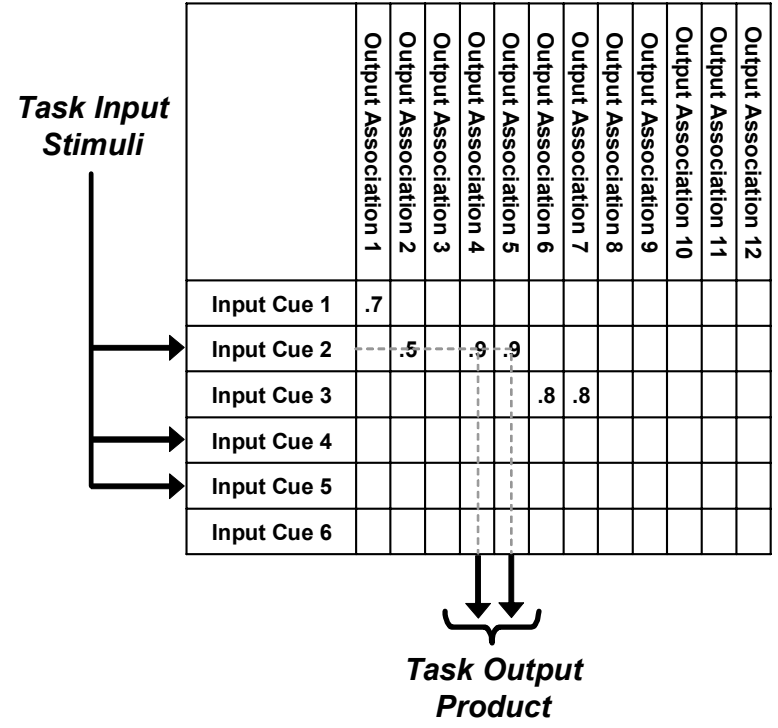 Task Input
Stimuli
Output Association 1
Output Association 2
Output Association 3
Output Association 4
Output Association 5
Output Association 6
Output Association 7
Output Association 8
Output Association 9
Output Association 10
Output Association 11
Output Association 12
Input Cue 1 .7
Input Cue 2 .5 .9 .9
Input Cue 3 .8 .8
Input Cue 4
Input Cue 5
Input Cue 6
Task Output
Product